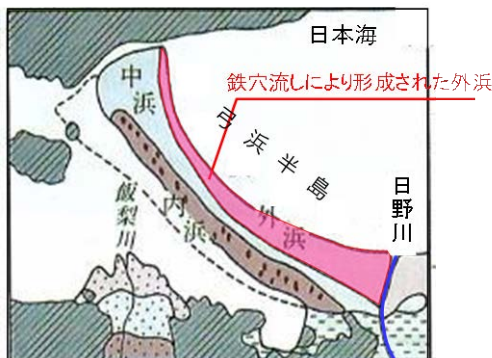 日本海
鉄穴流しにより形成された外浜
中浜
弓浜半島
日野川
内浜
外浜
飯梨川